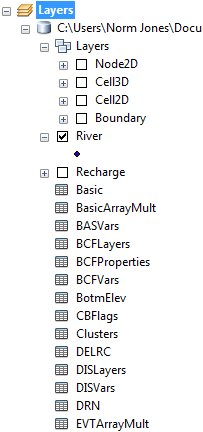 Layers
C:\Users\Norm Jones\Docu
Layers
Node2D
Cell3D
Cell2D
Boundary
River
Recharge
Basic
BasicArrayMult
BASVars
BCFLayers
BCFProperties
BCFVars
BotmElev
CBFlags
Clusters
DELRC
DISLayers
DISVars
DRN
EVTArrayMult